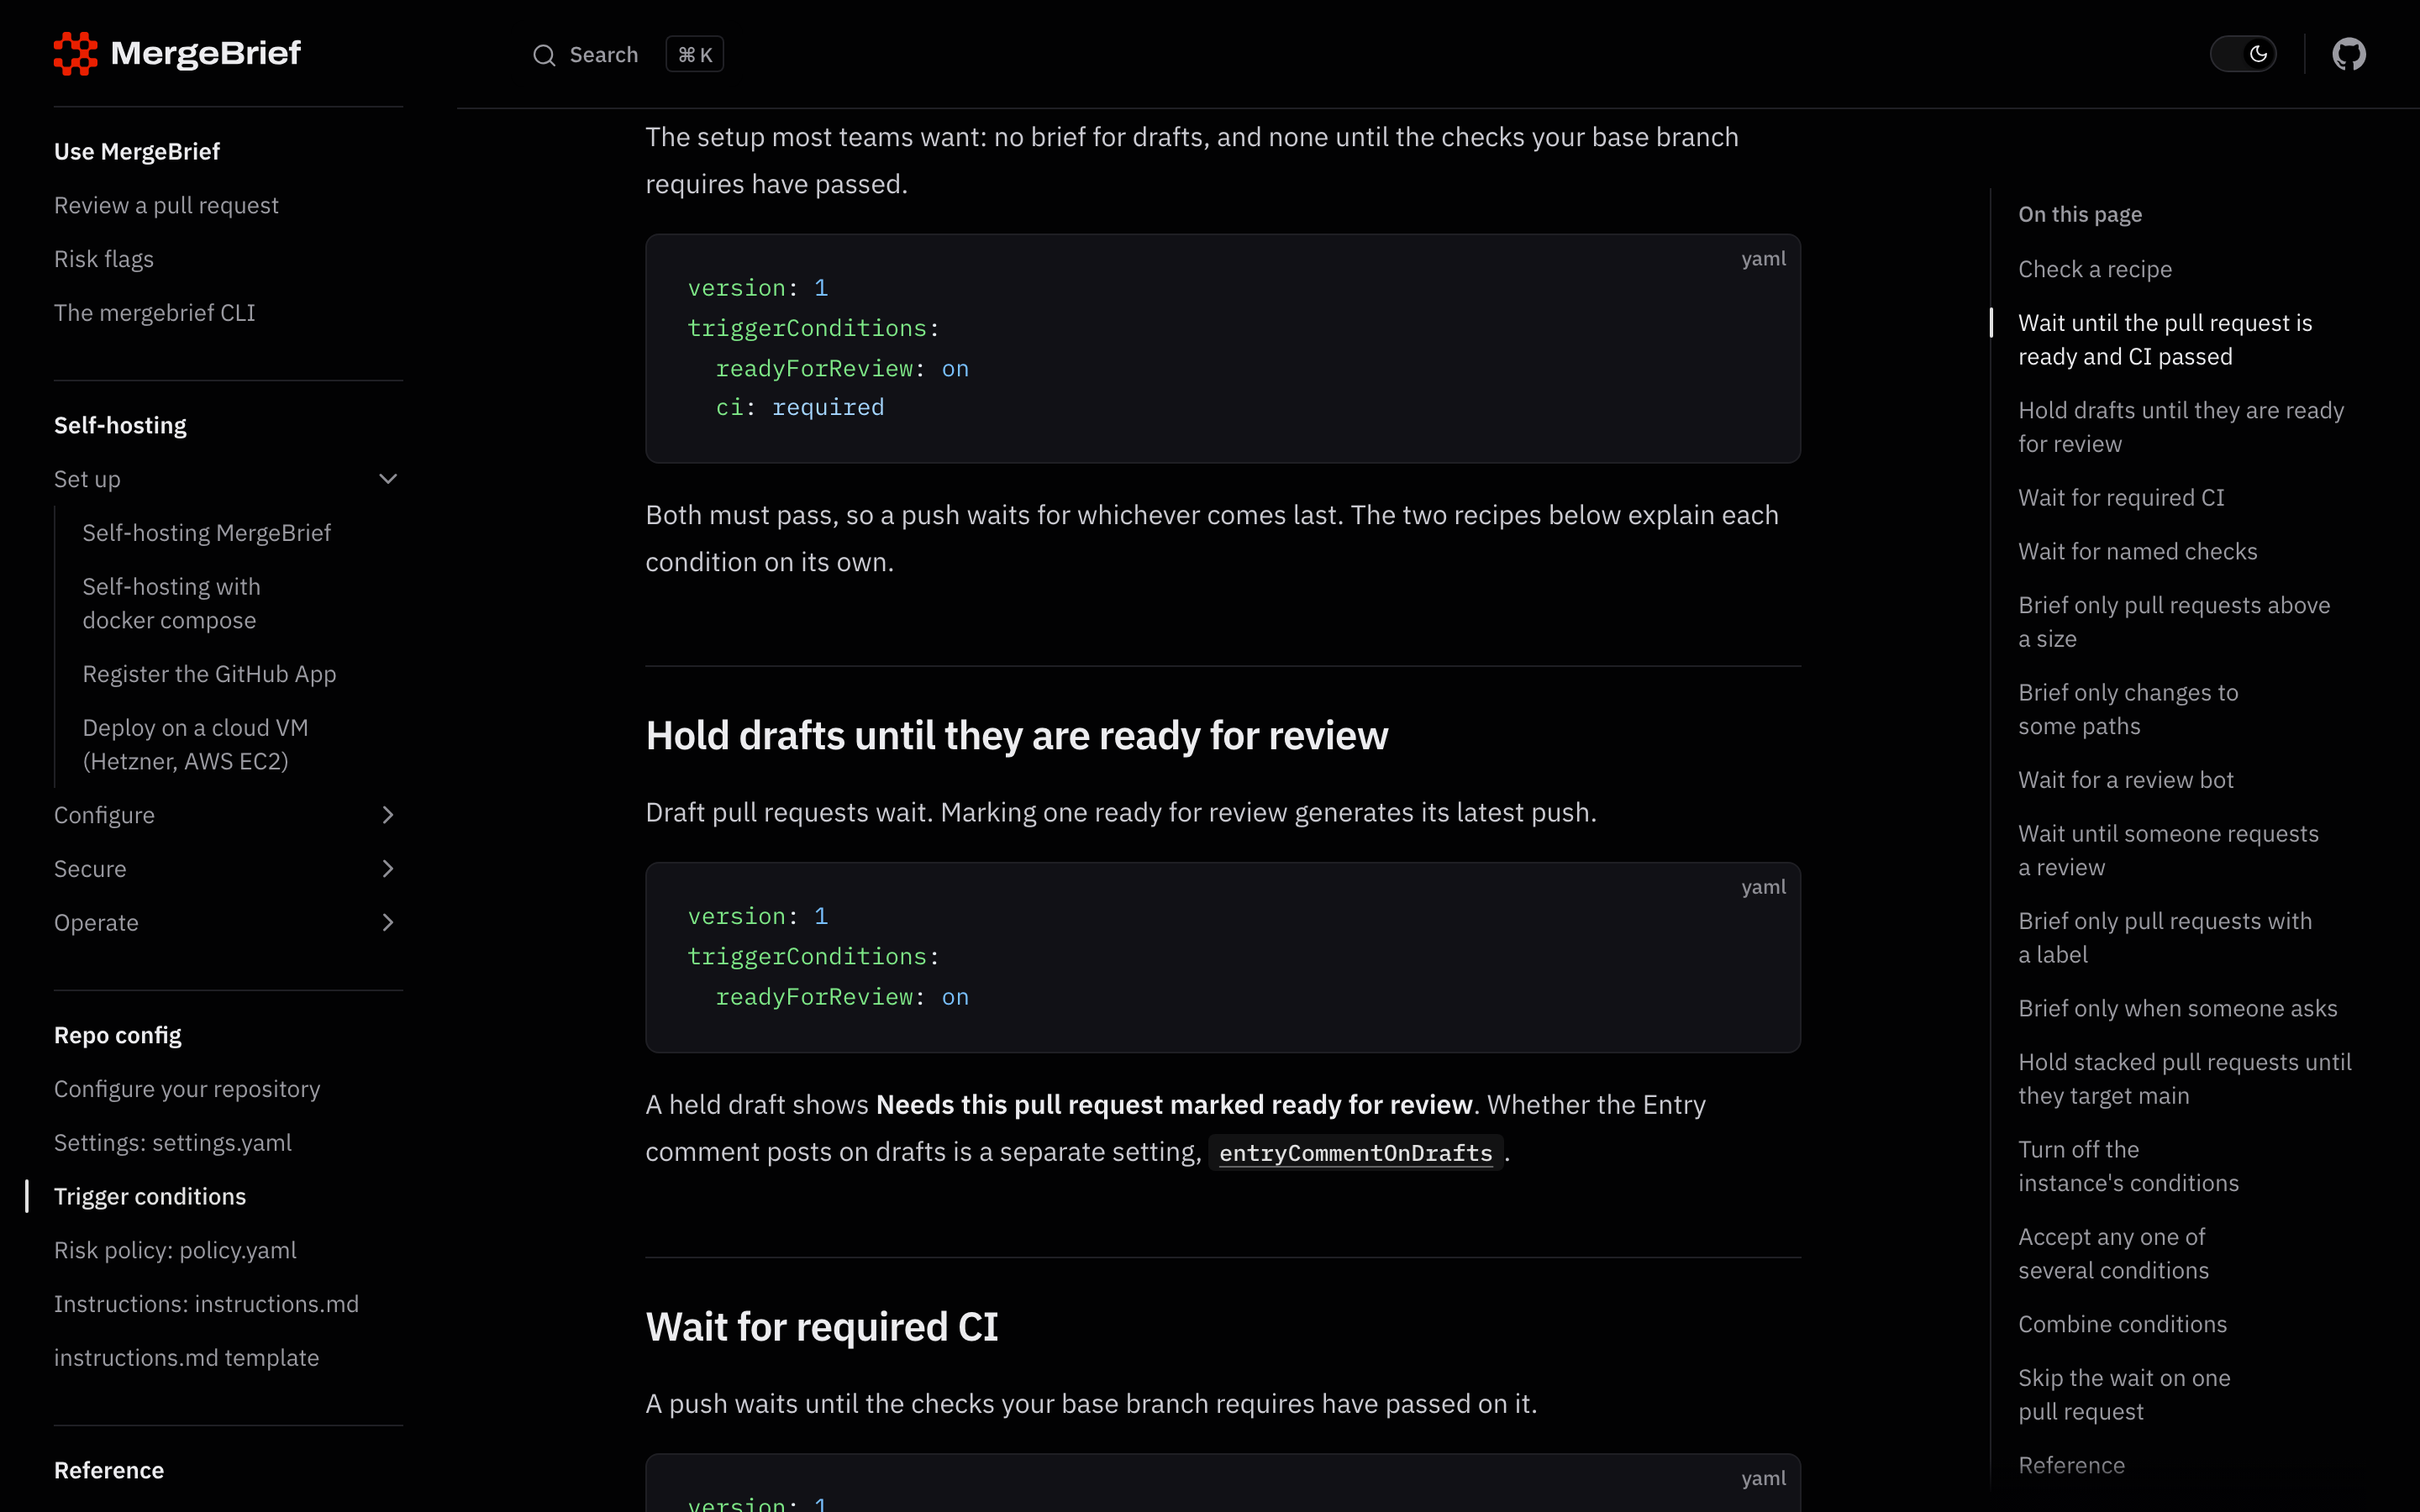 MergeBrief
Search
⌘ K
Use MergeBrief
Review a pull request
Risk flags
The mergebrief CLI
Self-hosting
Set up
Self-hosting MergeBrief
Self-hosting with
docker compose
Register the GitHub App
Deploy on a cloud VM
(Hetzner, AWS EC2)
Configure
Secure
Operate
Repo config
Configure your repository
Settings: settings.yaml
Trigger conditions
Risk policy: policy.yaml
Instructions: instructions.md
instructions.md template
Reference
The setup most teams want: no brief for drafts, and none until the checks your base branch
requires have passed.
yaml
version: 1
triggerConditions:
  readyForReview: on
  ci: required
Both must pass, so a push waits for whichever comes last. The two recipes below explain each
condition on its own.
Hold drafts until they are ready for review
Draft pull requests wait. Marking one ready for review generates its latest push.
yaml
version: 1
triggerConditions:
  readyForReview: on
A held draft shows Needs this pull request marked ready for review. Whether the Entry
comment posts on drafts is a separate setting, entryCommentOnDrafts.
Wait for required CI
A push waits until the checks your base branch requires have passed on it.
yaml
version: 1
On this page
Check a recipe
Wait until the pull request is
ready and CI passed
Hold drafts until they are ready
for review
Wait for required CI
Wait for named checks
Brief only pull requests above
a size
Brief only changes to
some paths
Wait for a review bot
Wait until someone requests
a review
Brief only pull requests with
a label
Brief only when someone asks
Hold stacked pull requests until
they target main
Turn off the
instance's conditions
Accept any one of
several conditions
Combine conditions
Skip the wait on one
pull request
Reference